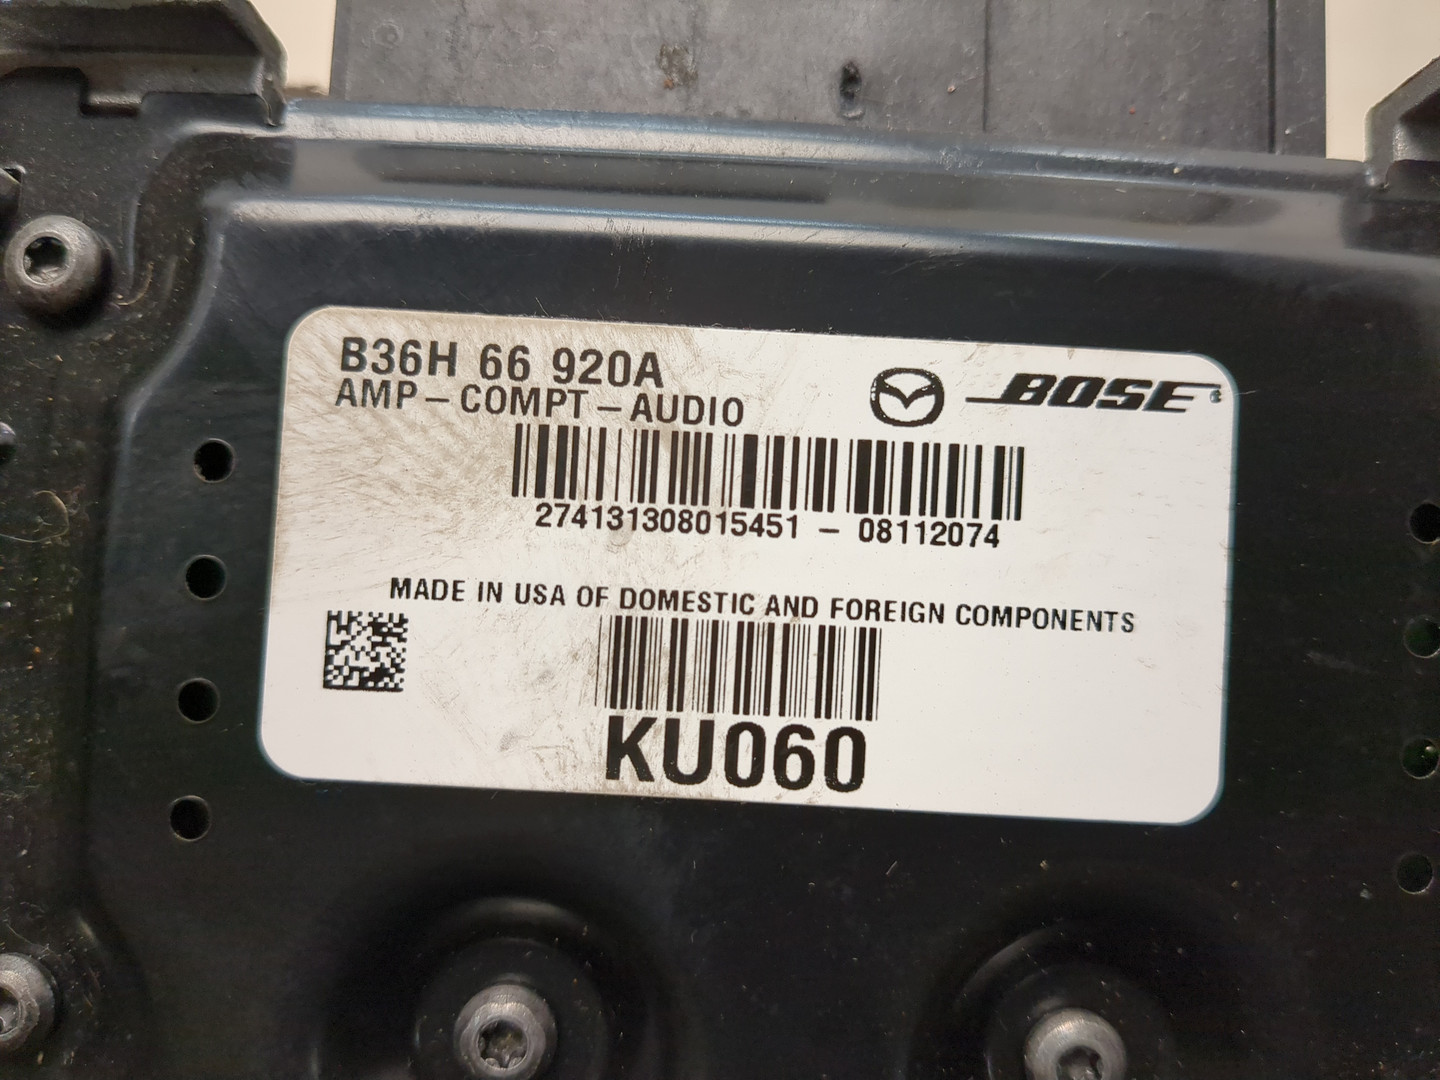 B36H 66 920A
AMP-COMPT-AUDIO
BOSE
274131308015451 - 08112074
MADE IN USA OF DOMESTIC AND FOREIGN COMPONENTS
KU060